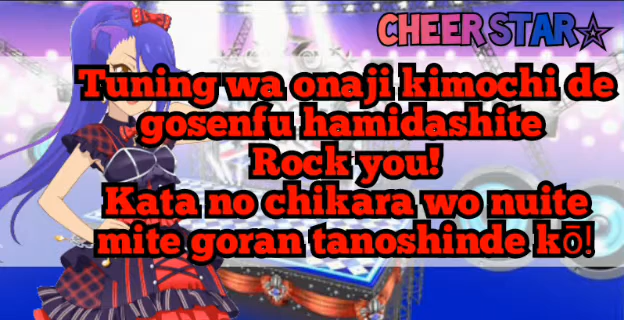 CHEER STAR☆
Tuning wa onaji kimochi de
gosenfu hamidashite
Rock you!
Kata no chikara wo nuite
mite goran tanoshinde kō!